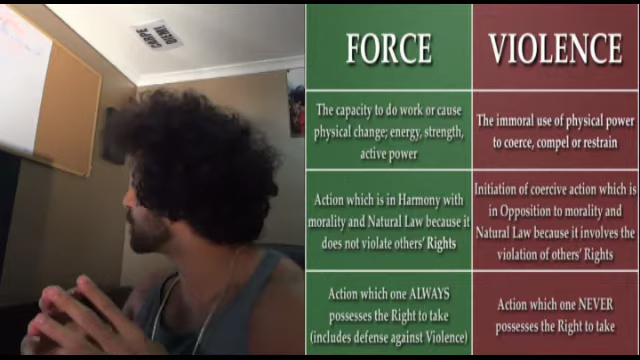 CARPE
DIEM!
FORCE
VIOLENCE
The capacity to do work or cause
physical change; energy, strength,
active power
The immoral use of physical power
to coerce, compel or restrain
Action which is in Harmony with
morality and Natural Law because it
does not violate others' Rights
Initiation of coercive action which is
in Opposition to morality and
Natural Law because it involves the
violation of others' Rights
Action which one ALWAYS
possesses the Right to take
(includes defense against Violence)
Action which one NEVER
possesses the Right to take